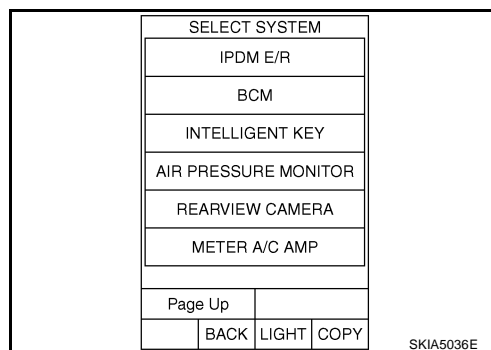 SELECT SYSTEM
IPDM E/R
BCM
INTELLIGENT KEY
AIR PRESSURE MONITOR
REARVIEW CAMERA
METER A/C AMP
Page Up
BACK LIGHT COPY
SKIA5036E